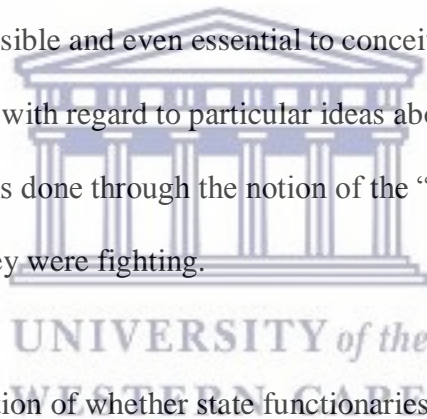 sible and even essential to concei
with regard to particular ideas abo
s done through the notion of the “
ey were fighting.
UNIVERSITY of the
tion of whether state functionaries
WESTERN CAPE